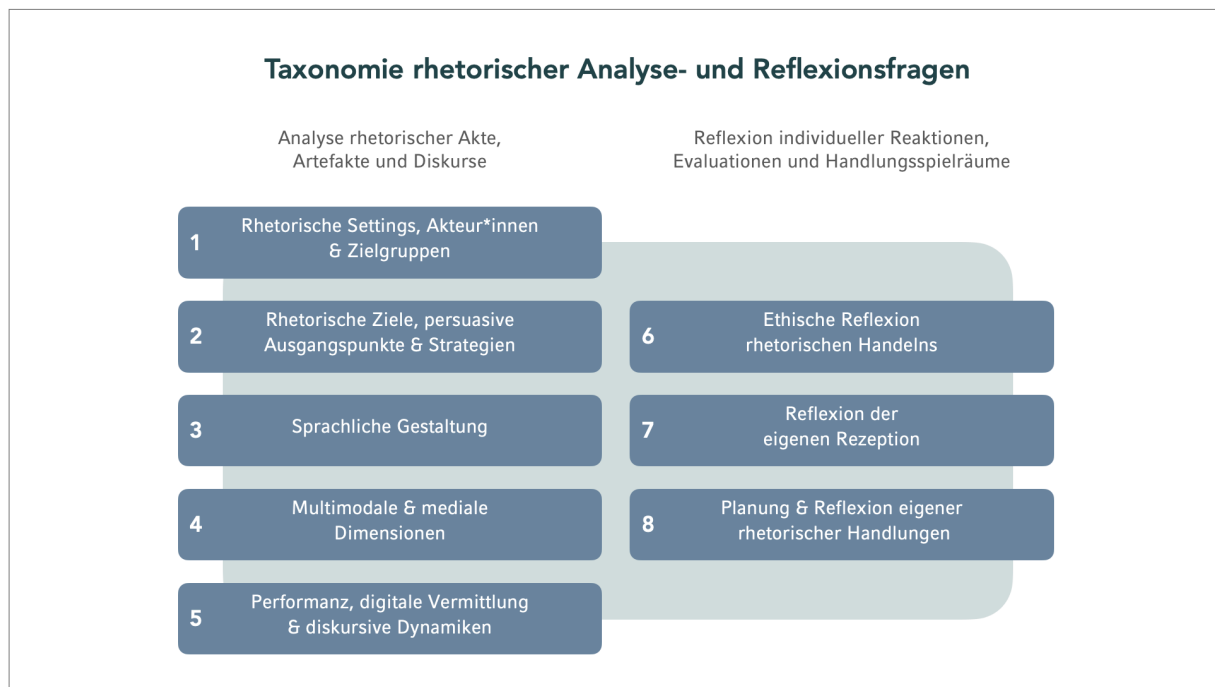 Taxonomie rhetorischer Analyse- und Reflexionsfragen
Analyse rhetorischer Akte,
Artefakte und Diskurse
1
Rhetorische Settings, Akteur*innen
& Zielgruppen
2
Rhetorische Ziele, persuasive
Ausgangspunkte & Strategien
3
Sprachliche Gestaltung
4
Multimodale & mediale
Dimensionen
5
Performanz, digitale Vermittlung
& diskursive Dynamiken
Reflexion individueller Reaktionen,
Evaluationen und Handlungsspielräume
6
Ethische Reflexion
rhetorischen Handelns
7
Reflexion der
eigenen Rezeption
8
Planung & Reflexion eigener
rhetorischer Handlungen